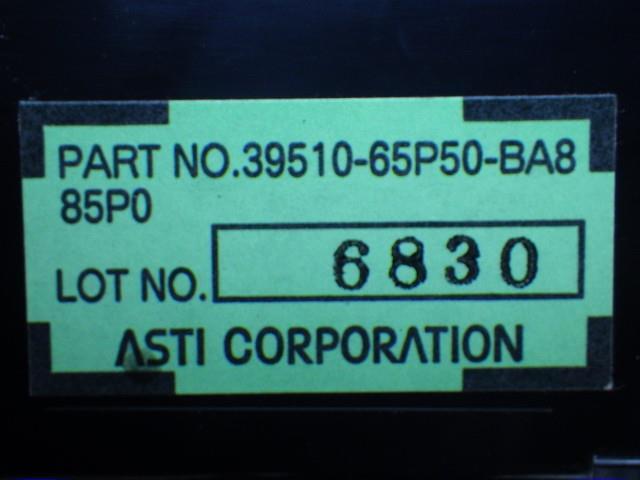 PART NO.39510-65P50-BA8
85P0
LOT NO. 6830
ASTI CORPORATION